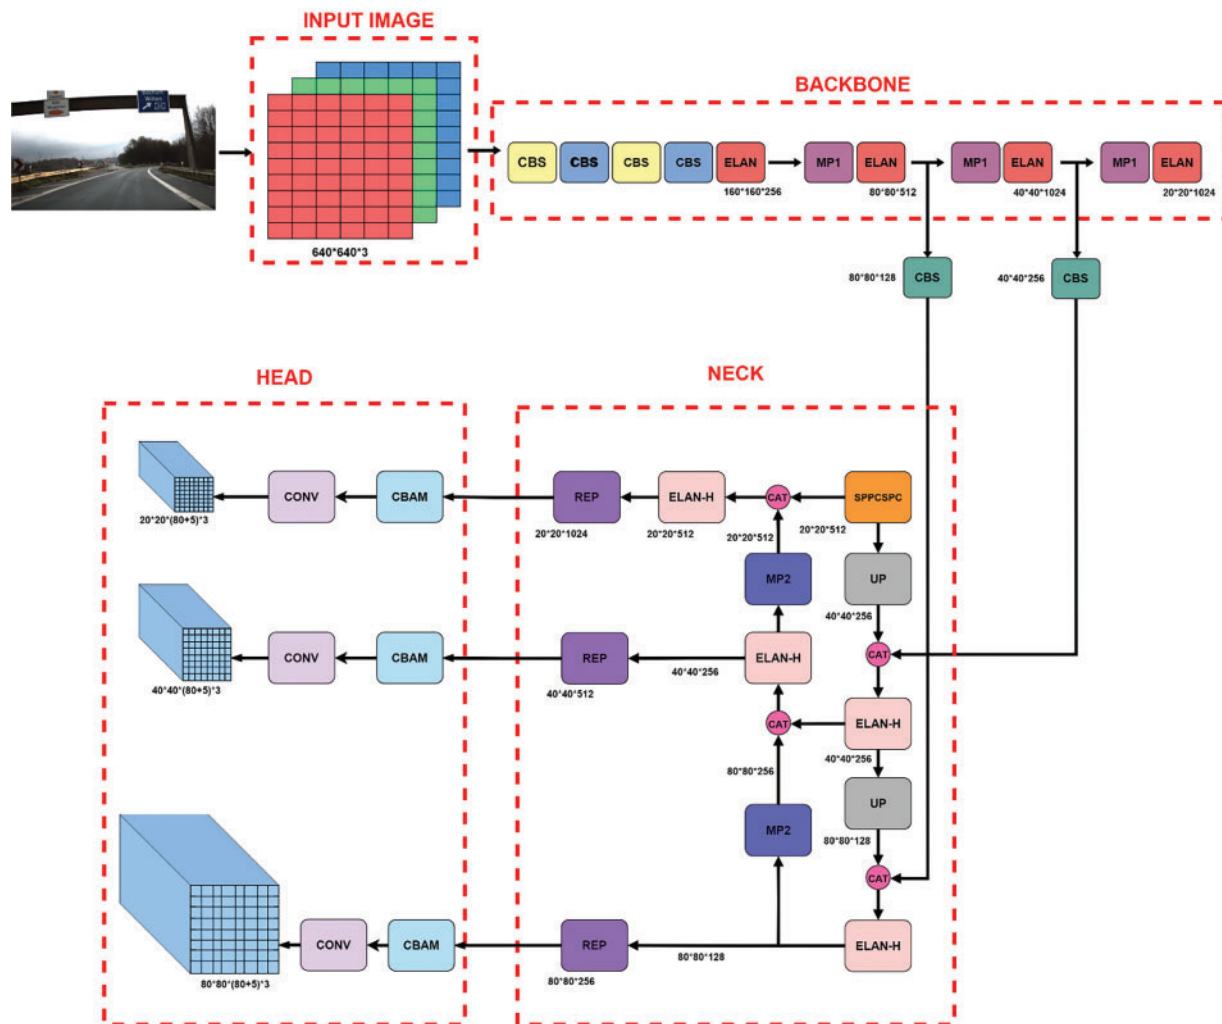 INPUT IMAGE
BACKBONE
CBS CBS CBS CBS ELAN MP1 ELAN MP1 ELAN MP1 ELAN
160*160*256 80*80*512 40*40*1024 20*20*1024
640*640*3
80*80*128 CBS 40*40*256 CBS
HEAD NECK
CONV CBAM REP ELAN-H CAT SPPCSPC
20*20*(80+5)*3 20*20*1024 20*20*512 20*20*512 20*20*512
MP2 UP
40*40*256
CONV CBAM REP 40*40*256 ELAN-H CAT
40*40*(80+5)*3 40*40*512
CAT ELAN-H
80*80*256 40*40*256
MP2 UP
80*80*128
CAT
CONV CBAM REP 80*80*128 ELAN-H
80*80*(80+5)*3 80*80*256